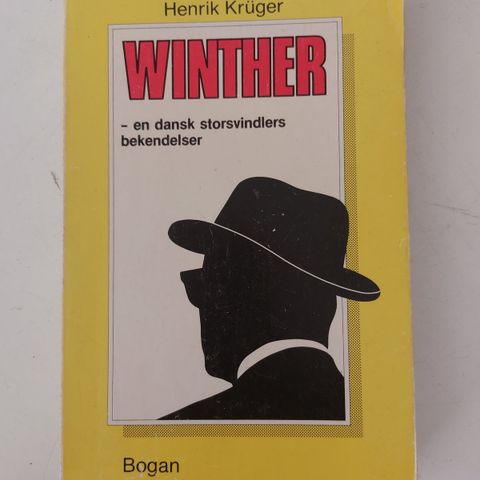 Henrik Krüger
WINTHER
– en dansk storsvindlers
bekendelser
Bogan